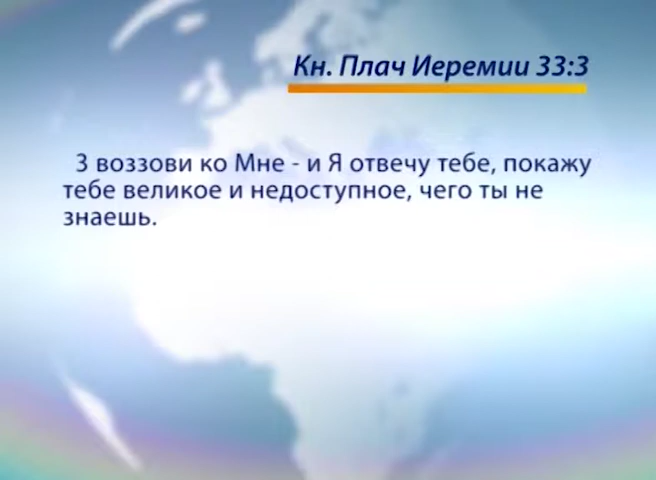 Кн. Плач Иеремии 33:3
3 воззови ко Мне - и Я отвечу тебе, покажу
тебе великое и недоступное, чего ты не
знаешь.